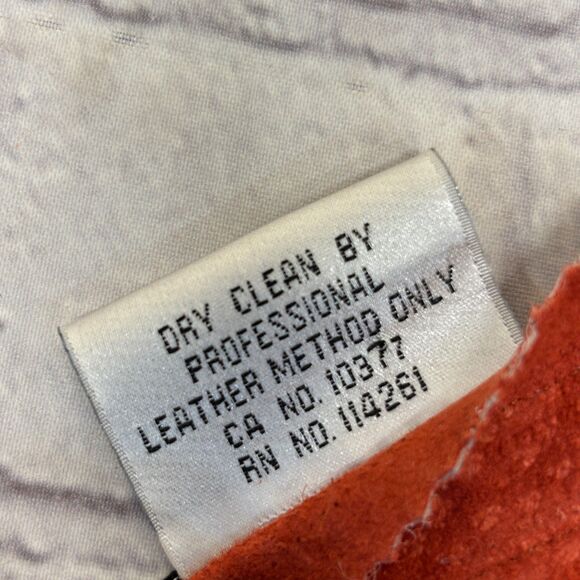 DRY CLEAN BY
PROFESSIONAL
LEATHER METHOD ONLY
CA NO. 10377
RN NO. 114261